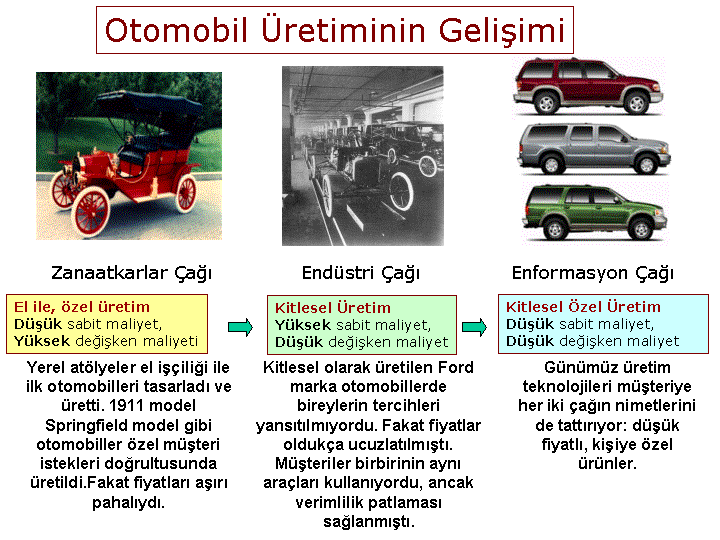 Otomobil Üretiminin Gelişimi
Zanaatkarlar Çağı
El ile, özel üretim
Düşük sabit maliyet,
Yüksek değişken maliyeti
Yerel atölyeler el işçiliği ile
ilk otomobilleri tasarladı ve
üretti. 1911 model
Springfield model gibi
otomobiller özel müşteri
istekleri doğrultusunda
üretildi.Fakat fiyatları aşırı
pahalıydı.
Endüstri Çağı
Kitlesel Üretim
Yüksek sabit maliyet,
Düşük değişken maliyet
Kitlesel olarak üretilen Ford
marka otomobillerde
bireylerin tercihleri
yansıtılmıyordu. Fakat fiyatlar
oldukça ucuzlatılmıştı.
Müşteriler birbirinin aynı
araçları kullanıyordu, ancak
verimlilik patlaması
sağlanmıştı.
Enformasyon Çağı
Kitlesel Özel Üretim
Düşük sabit maliyet,
Düşük değişken maliyet
Günümüz üretim
teknolojileri müşteriye
her iki çağın nimetlerini
de tattırıyor: düşük
fiyatlı, kişiye özel
ürünler.